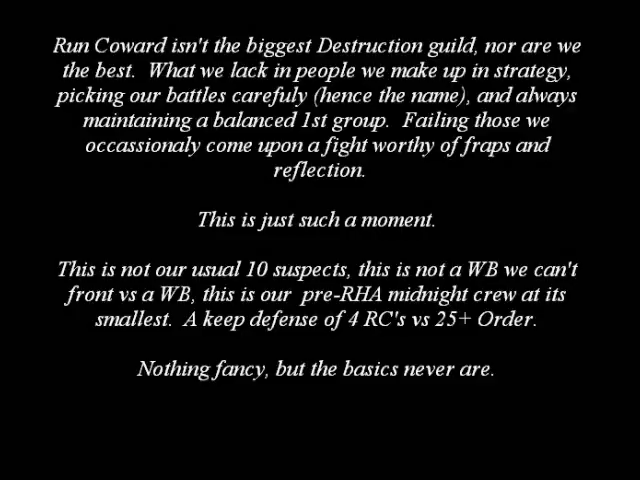 Run Coward isn't the biggest Destruction guild, nor are we
the best. What we lack in people we make up in strategy,
picking our battles carefuly (hence the name), and always
maintaining a balanced 1st group. Failing those we
occassionaly come upon a fight worthy of fraps and
reflection.
This is just such a moment.
This is not our usual 10 suspects, this is not a WB we can't
front vs a WB, this is our pre-RHA midnight crew at its
smallest. A keep defense of 4 RC's vs 25+ Order.
Nothing fancy, but the basics never are.